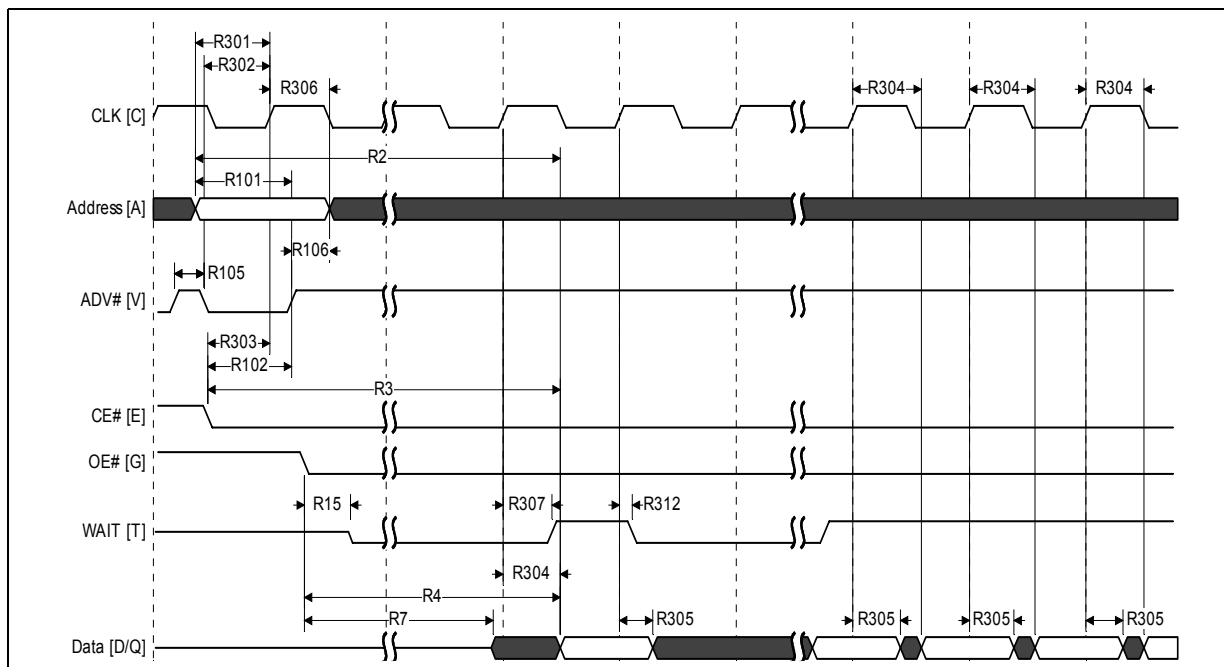 R301
R302
R306
R304
R304
R304
CLK [C]
R2
R101
Address [A]
R106
R105
ADV# [V]
R303
R102
R3
CE# [E]
OE# [G]
R15
R307
R312
WAIT [T]
R304
R4
R7
R305
R305
R305
R305
Data [D/Q]